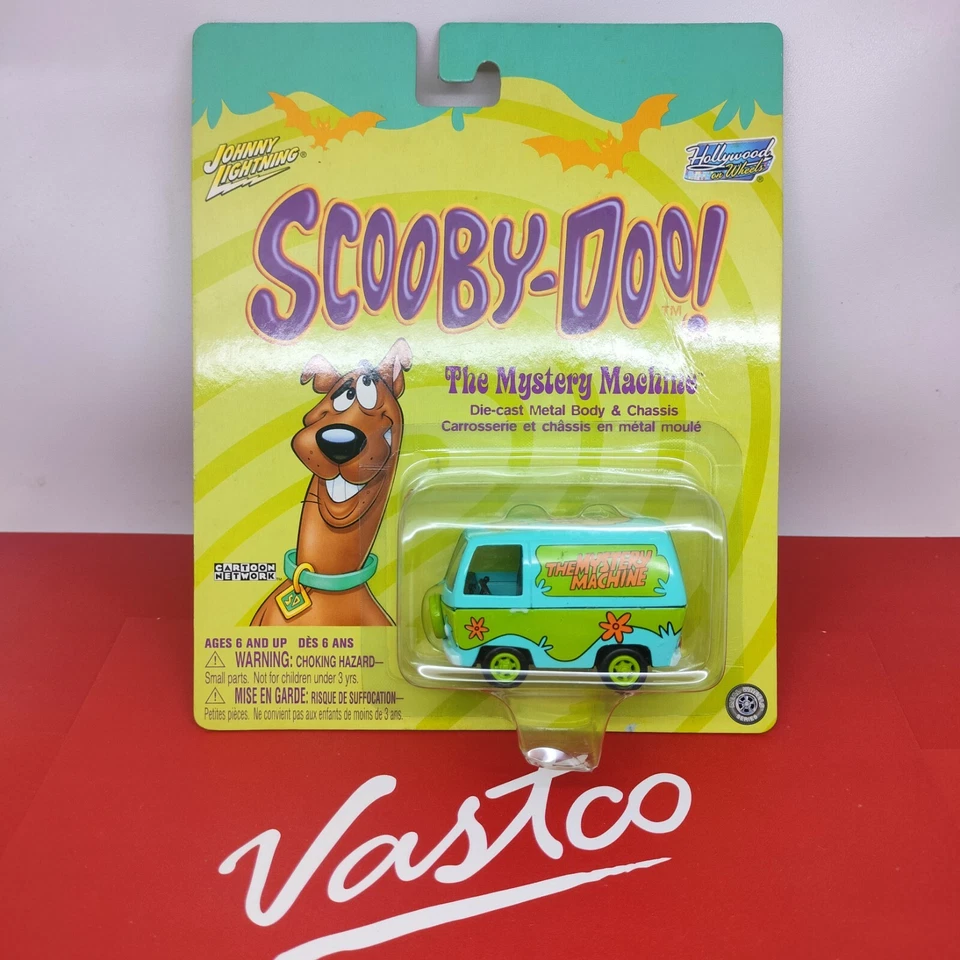 JOHNNY
LIGHTNING®
Hollywood
on Wheels®
SCOOBY-DOO!
TM
The Mystery Machine
Die-cast Metal Body & Chassis
Carrosserie et châssis en métal moulé
THE MYSTERY
MACHINE
CARTOON
NETWORK
SD
AGES 6 AND UP DÈS 6 ANS
WARNING: CHOKING HAZARD—
Small parts. Not for children under 3 yrs.
MISE EN GARDE: RISQUE DE SUFFOCATION—
Petites pièces. Ne convient pas aux enfants de moins de 3 ans.
SERIES
Vastco